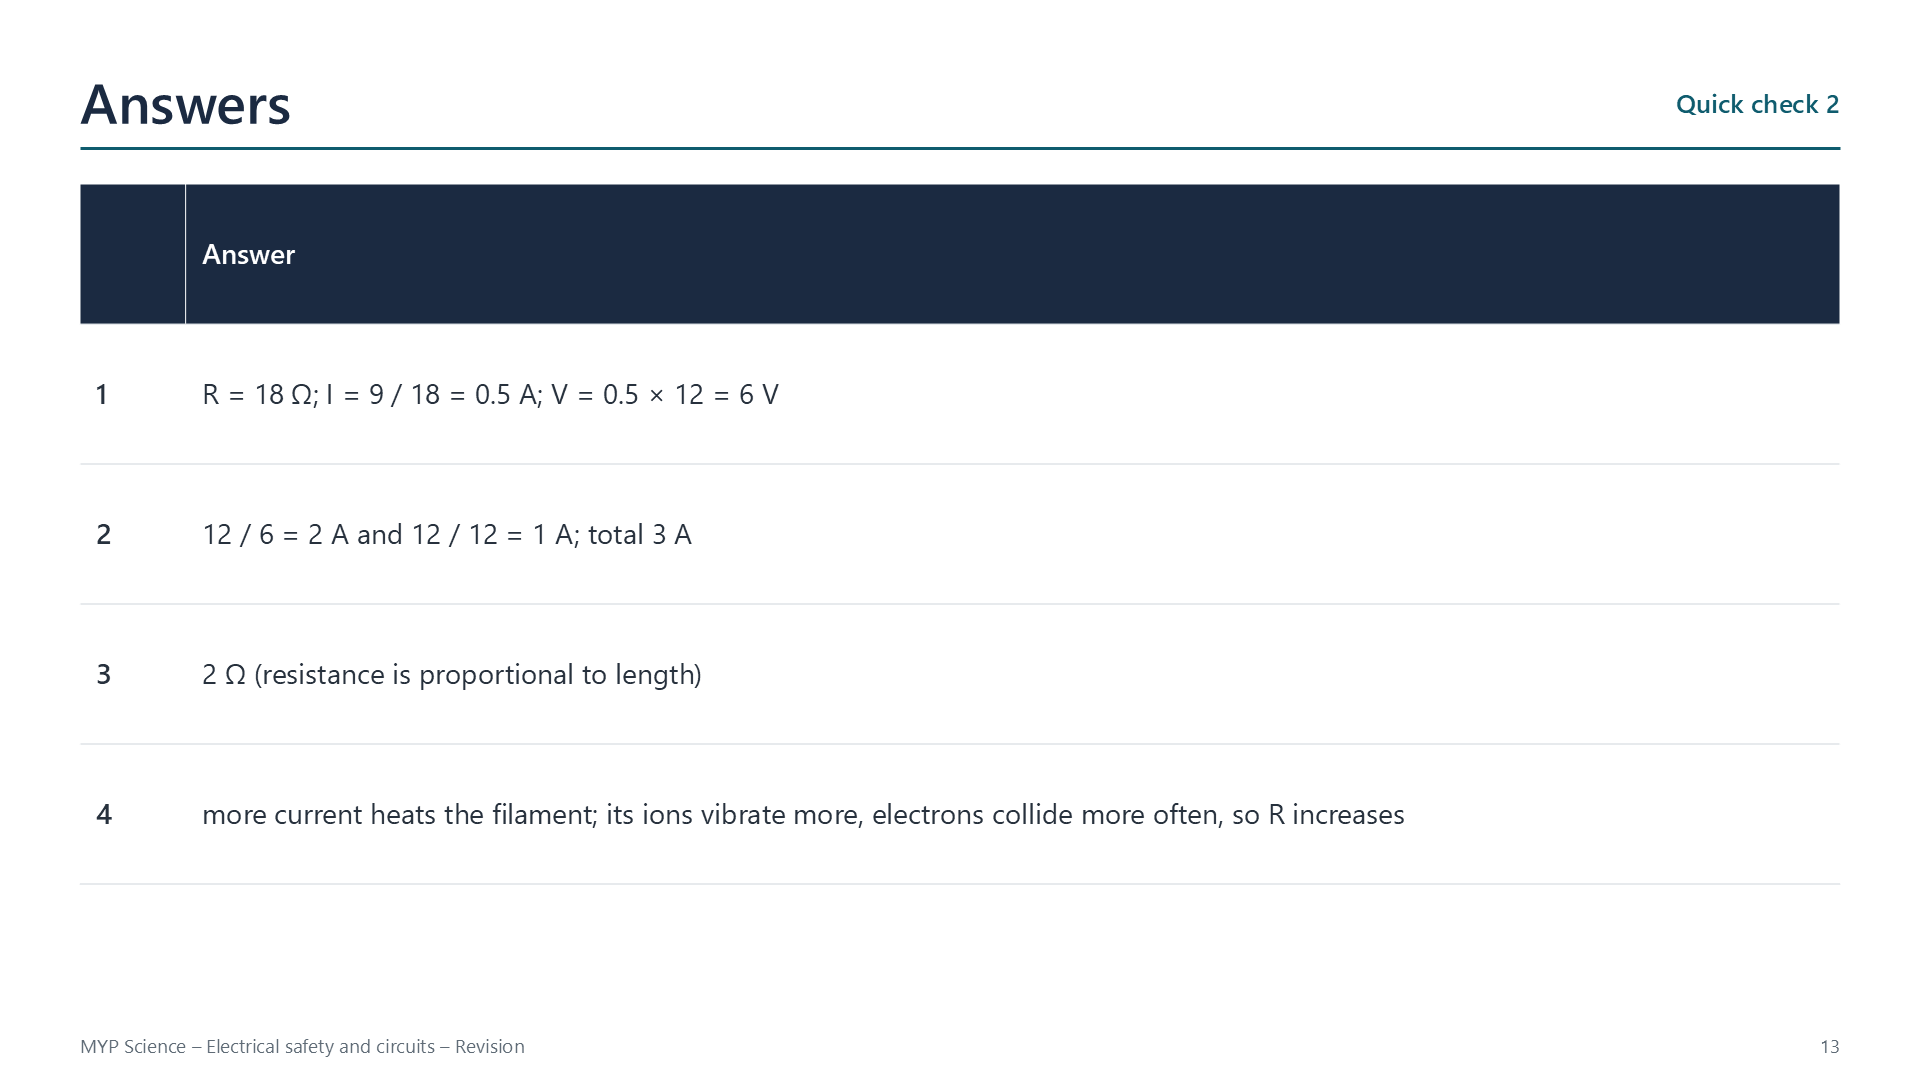 Answers
Quick check 2
Answer
1 R = 18 Ω; I = 9 / 18 = 0.5 A; V = 0.5 × 12 = 6 V
2 12 / 6 = 2 A and 12 / 12 = 1 A; total 3 A
3 2 Ω (resistance is proportional to length)
4 more current heats the filament; its ions vibrate more, electrons collide more often, so R increases
MYP Science – Electrical safety and circuits – Revision
13